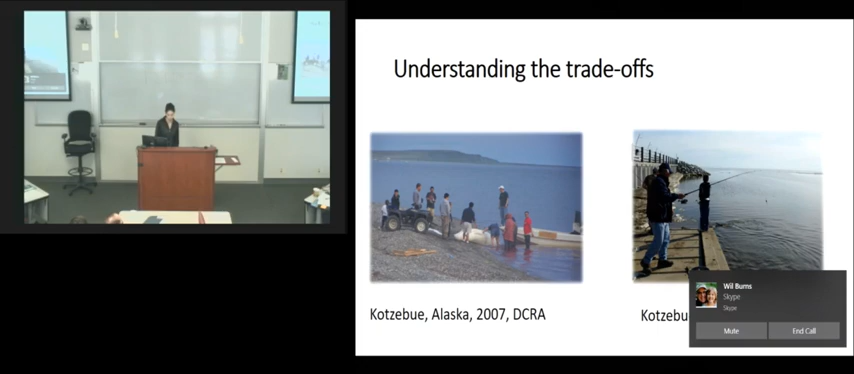 Understanding the trade-offs
Kotzebue, Alaska, 2007, DCRA
Kotzebu
Wil Burns
Skype
Skype
Mute
End Call